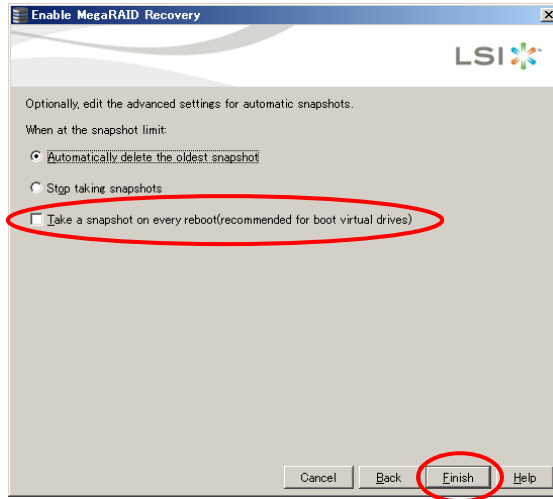 Enable MegaRAID Recovery
LSI
Optionally, edit the advanced settings for automatic snapshots.
When at the snapshot limit:
Automatically delete the oldest snapshot
Stop taking snapshots
Take a snapshot on every reboot(recommended for boot virtual drives)
Cancel Back Finish Help